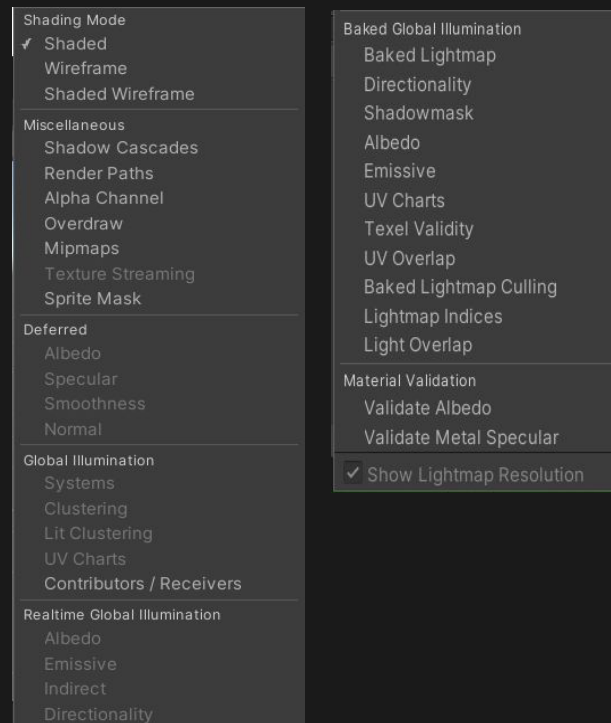 Shading Mode
Shaded
Wireframe
Shaded Wireframe
Miscellaneous
Shadow Cascades
Render Paths
Alpha Channel
Overdraw
Mipmaps
Texture Streaming
Sprite Mask
Deferred
Albedo
Specular
Smoothness
Normal
Global Illumination
Systems
Clustering
Lit Clustering
UV Charts
Contributors / Receivers
Realtime Global Illumination
Albedo
Emissive
Indirect
Directionality
Baked Global Illumination
Baked Lightmap
Directionality
Shadowmask
Albedo
Emissive
UV Charts
Texel Validity
UV Overlap
Baked Lightmap Culling
Lightmap Indices
Light Overlap
Material Validation
Validate Albedo
Validate Metal Specular
Show Lightmap Resolution